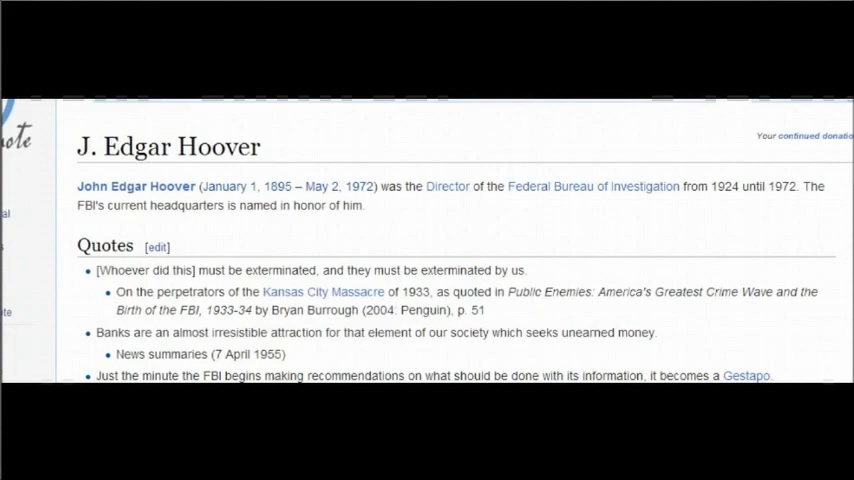 ote
Your continued donatio
J. Edgar Hoover
John Edgar Hoover (January 1, 1895 – May 2, 1972) was the Director of the Federal Bureau of Investigation from 1924 until 1972. The
al
FBI's current headquarters is named in honor of him.
Quotes [edit]
[Whoever did this] must be exterminated, and they must be exterminated by us.
On the perpetrators of the Kansas City Massacre of 1933, as quoted in Public Enemies: America's Greatest Crime Wave and the
te
Birth of the FBI, 1933-34 by Bryan Burrough (2004: Penguin), p. 51
Banks are an almost irresistible attraction for that element of our society which seeks unearned money.
News summaries (7 April 1955)
Just the minute the FBI begins making recommendations on what should be done with its information, it becomes a Gestapo.